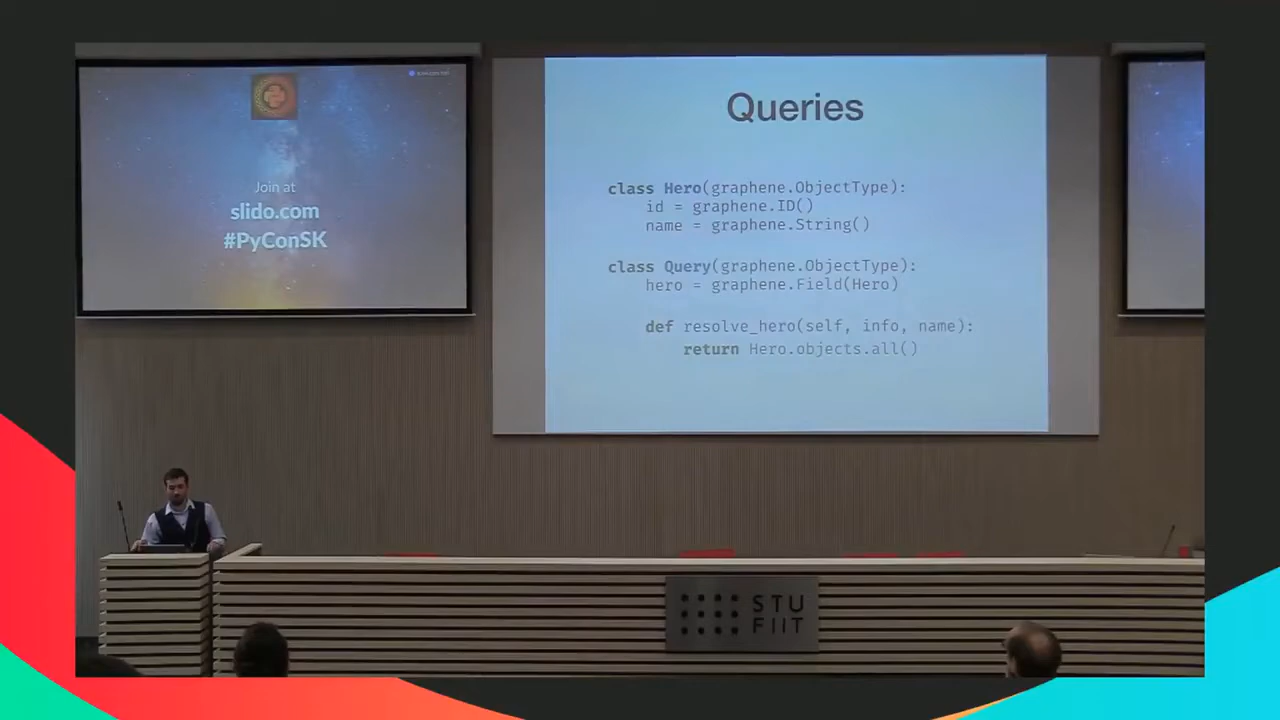 Join at
slido.com
#PyConSK
Queries
class Hero(graphene.ObjectType):
    id = graphene.ID()
    name = graphene.String()
class Query(graphene.ObjectType):
    hero = graphene.Field(Hero)
    def resolve_hero(self, info, name):
        return Hero.objects.all()
STU
FIIT